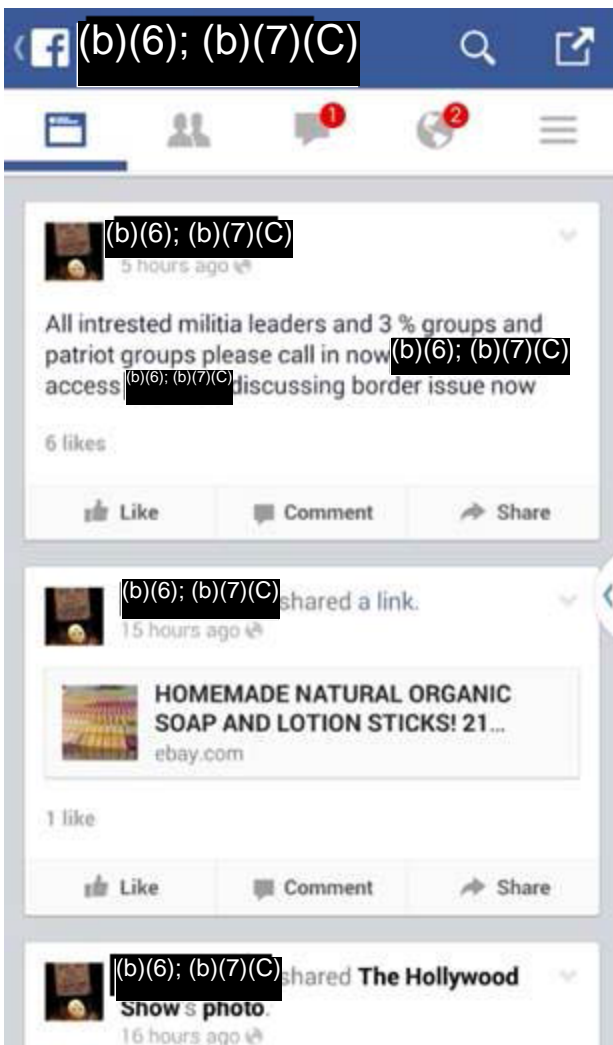 f (b)(6); (b)(7)(C)
1
2
(b)(6); (b)(7)(C)
5 hours ago
All intrested militia leaders and 3 % groups and
patriot groups please call in now (b)(6); (b)(7)(C)
access (b)(6); (b)(7)(C) discussing border issue now
6 likes
Like Comment Share
(b)(6); (b)(7)(C) shared a link.
15 hours ago
HOMEMADE NATURAL ORGANIC
SOAP AND LOTION STICKS! 21...
ebay.com
1 like
Like Comment Share
(b)(6); (b)(7)(C) shared The Hollywood
Show's photo.
16 hours ago